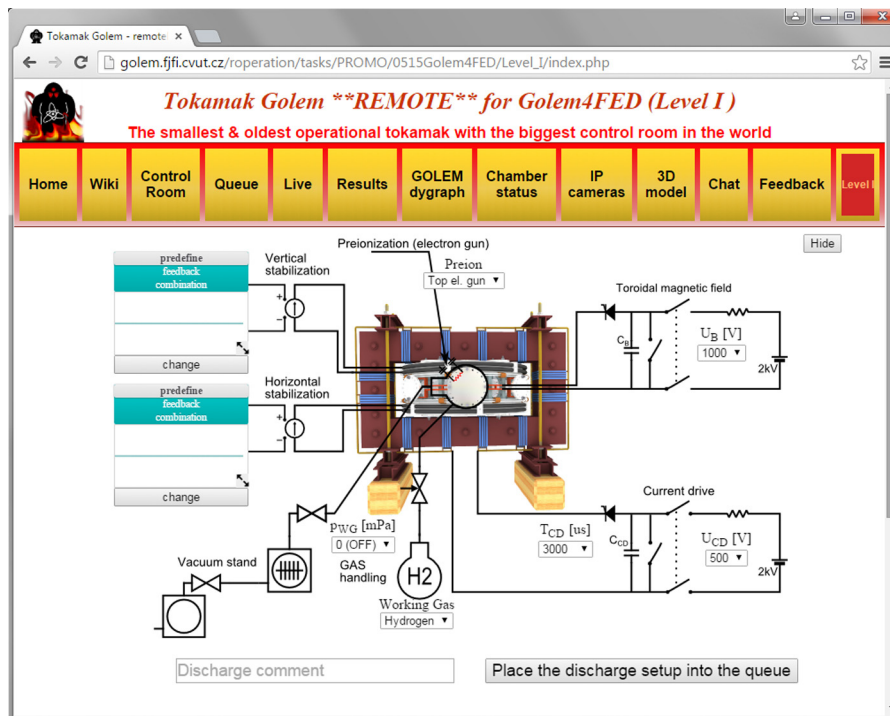 Tokamak Golem - remote
golem.fjfi.cvut.cz/roperation/tasks/PROMO/0515Golem4FED/Level_I/index.php
Tokamak Golem **REMOTE** for Golem4FED (Level I )
The smallest & oldest operational tokamak with the biggest control room in the world
Home
Wiki
Control
Room
Queue
Live
Results
GOLEM
dygraph
Chamber
status
IP
cameras
3D
model
Chat
Feedback
Level I
Hide
predefine
feedback
combination
change
Vertical
stabilization
+
−
Preionization (electron gun)
Preion
Top el. gun
Toroidal magnetic field
CB
UB [V]
1000
2kV
predefine
feedback
combination
change
Horizontal
stabilization
+
−
Current drive
TCD [us]
3000
CCD
UCD [V]
500
2kV
pWG [mPa]
0 (OFF)
GAS
handling
H2
Working Gas
Hydrogen
Vacuum stand
Discharge comment
Place the discharge setup into the queue